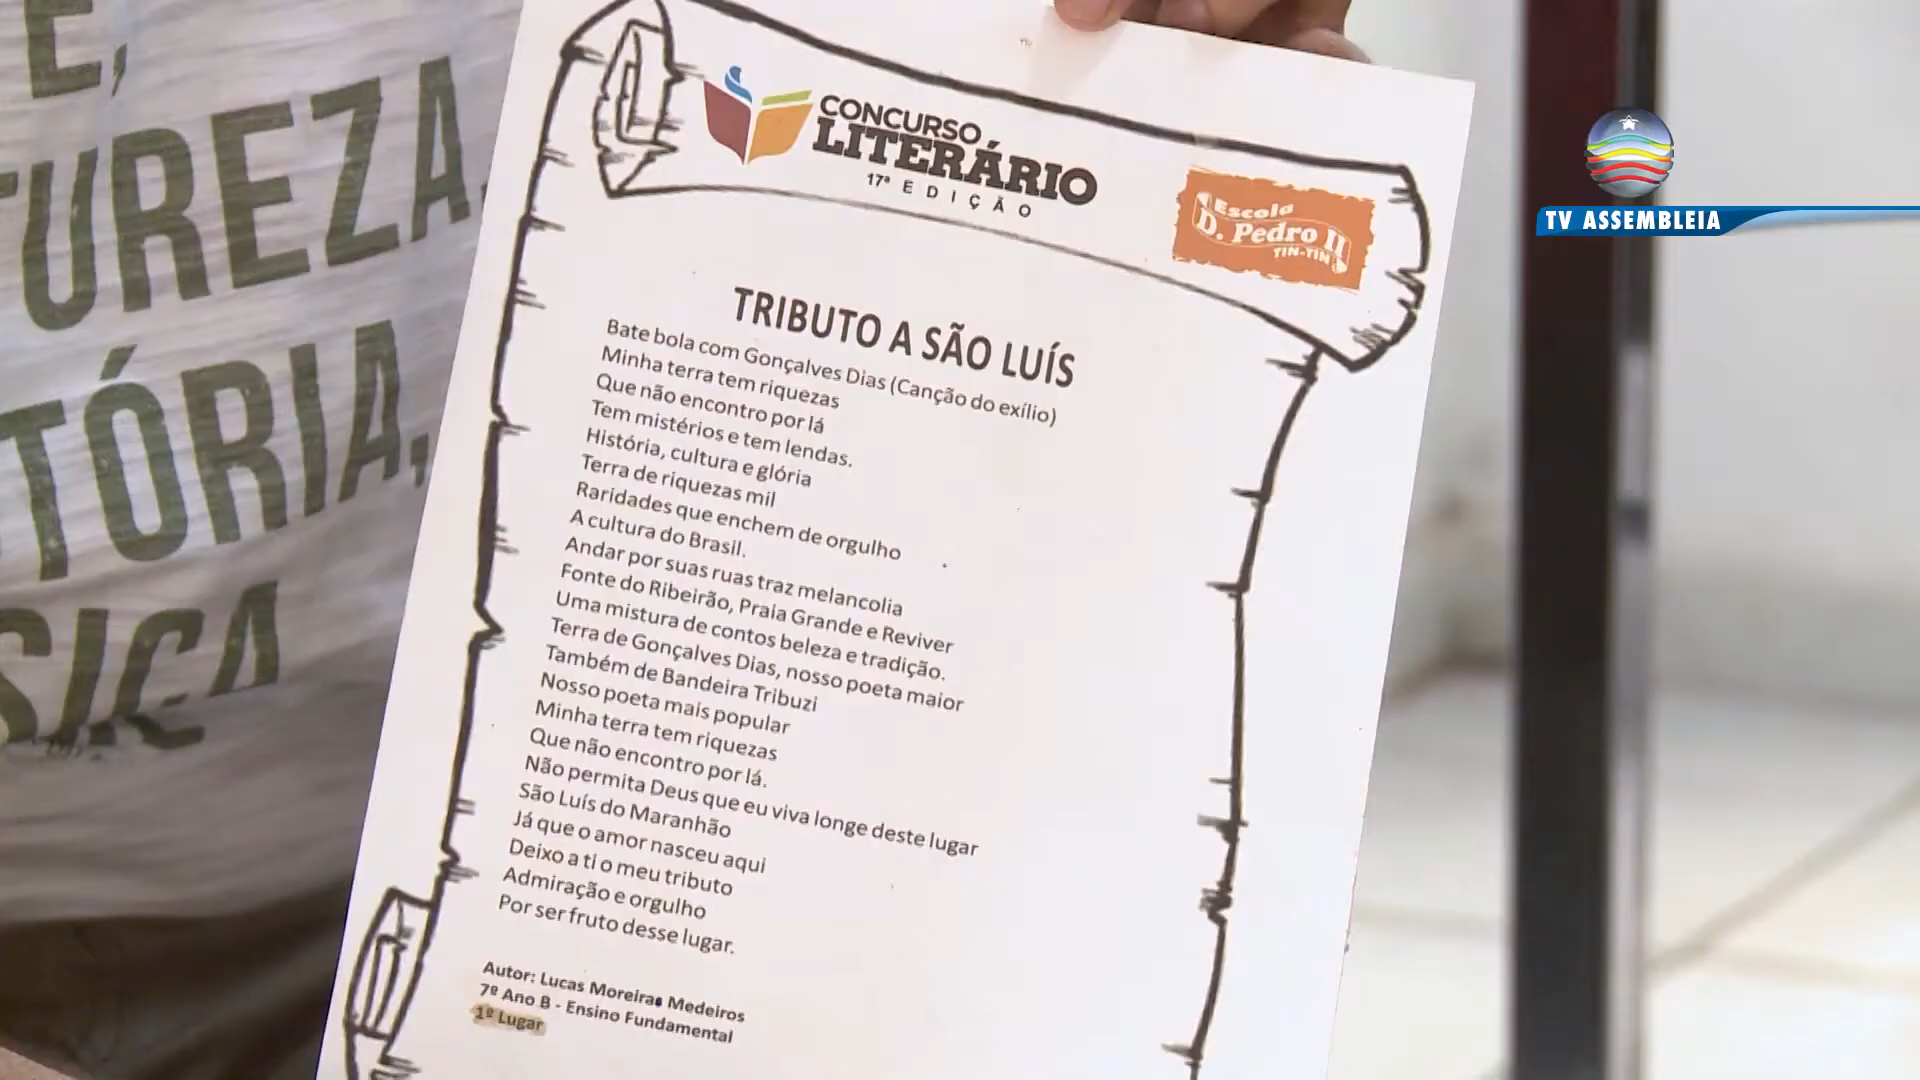 E,
TUREZA,
STÓRIA,
SICA
CONCURSO
LITERÁRIO
17ª EDIÇÃO
Escola
D. Pedro II
TIN-TIN
TV ASSEMBLEIA
TRIBUTO A SÃO LUÍS
Bate bola com Gonçalves Dias (Canção do exílio)
Minha terra tem riquezas
Que não encontro por lá
Tem mistérios e tem lendas.
História, cultura e glória
Terra de riquezas mil
Raridades que enchem de orgulho
A cultura do Brasil.
Andar por suas ruas traz melancolia
Fonte do Ribeirão, Praia Grande e Reviver
Uma mistura de contos beleza e tradição.
Terra de Gonçalves Dias, nosso poeta maior
Também de Bandeira Tribuzi
Nosso poeta mais popular
Minha terra tem riquezas
Que não encontro por lá.
Não permita Deus que eu viva longe deste lugar
São Luís do Maranhão
Já que o amor nasceu aqui
Deixo a ti o meu tributo
Admiração e orgulho
Por ser fruto desse lugar.
Autor: Lucas Moreiras Medeiros
7º Ano B - Ensino Fundamental
1º Lugar